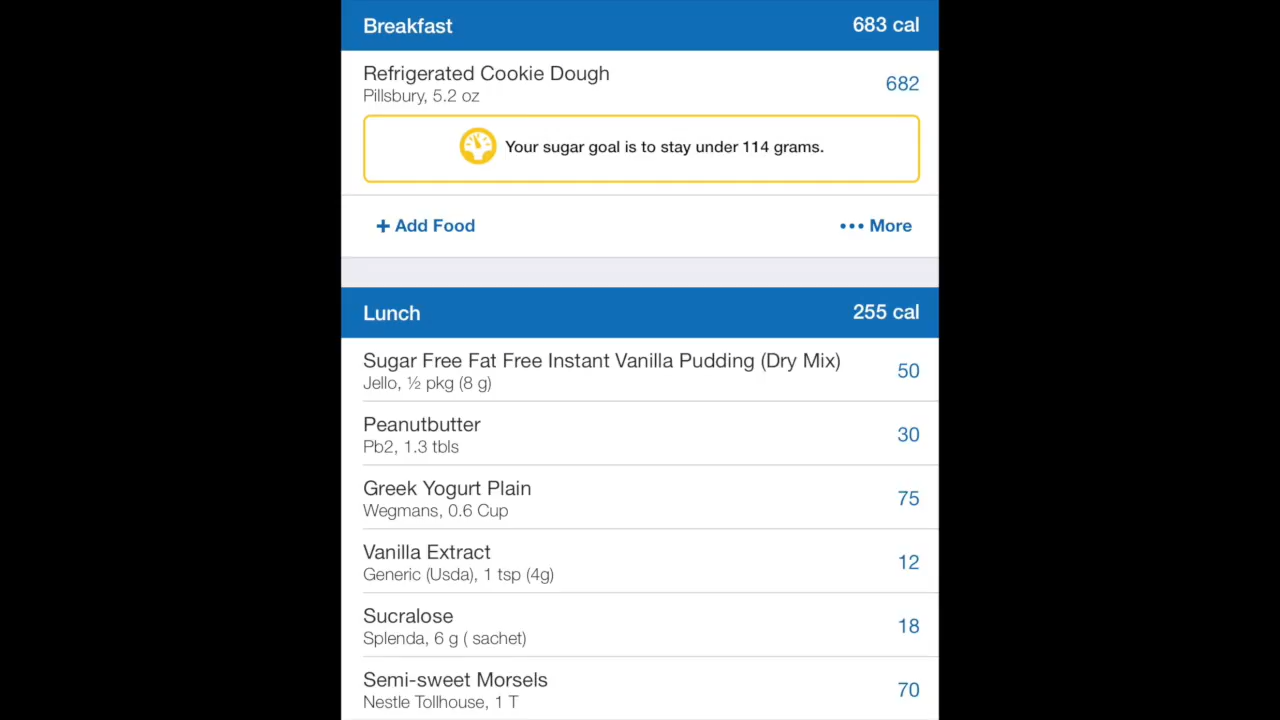 Breakfast 683 cal
Refrigerated Cookie Dough 682
Pillsbury, 5.2 oz
Your sugar goal is to stay under 114 grams.
+ Add Food ••• More
Lunch 255 cal
Sugar Free Fat Free Instant Vanilla Pudding (Dry Mix) 50
Jello, ½ pkg (8 g)
Peanutbutter 30
Pb2, 1.3 tbls
Greek Yogurt Plain 75
Wegmans, 0.6 Cup
Vanilla Extract 12
Generic (Usda), 1 tsp (4g)
Sucralose 18
Splenda, 6 g ( sachet)
Semi-sweet Morsels 70
Nestle Tollhouse, 1 T